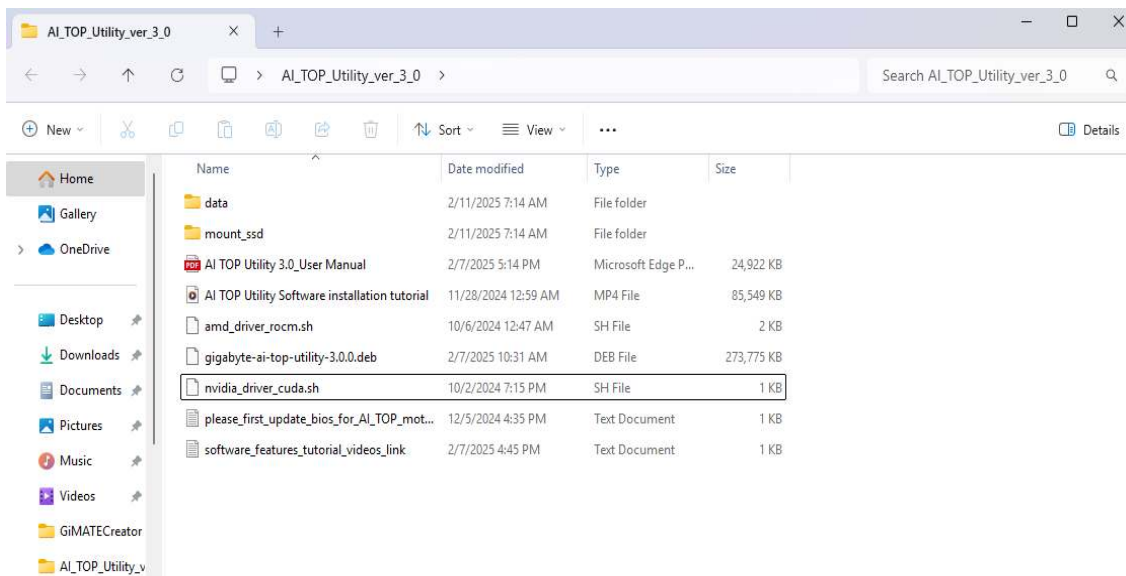 AI_TOP_Utility_ver_3_0
AI_TOP_Utility_ver_3_0
Search AI_TOP_Utility_ver_3_0
New
Sort
View
Details
Home
Gallery
OneDrive
Desktop
Downloads
Documents
Pictures
Music
Videos
GiMATECreator
AI_TOP_Utility_v
Name Date modified Type Size
data 2/11/2025 7:14 AM File folder
mount_ssd 2/11/2025 7:14 AM File folder
PDF AI TOP Utility 3.0_User Manual 2/7/2025 5:14 PM Microsoft Edge P... 24,922 KB
AI TOP Utility Software installation tutorial 11/28/2024 12:59 AM MP4 File 85,549 KB
amd_driver_rocm.sh 10/6/2024 12:47 AM SH File 2 KB
gigabyte-ai-top-utility-3.0.0.deb 2/7/2025 10:31 AM DEB File 273,775 KB
nvidia_driver_cuda.sh 10/2/2024 7:15 PM SH File 1 KB
please_first_update_bios_for_AI_TOP_mot... 12/5/2024 4:35 PM Text Document 1 KB
software_features_tutorial_videos_link 2/7/2025 4:45 PM Text Document 1 KB